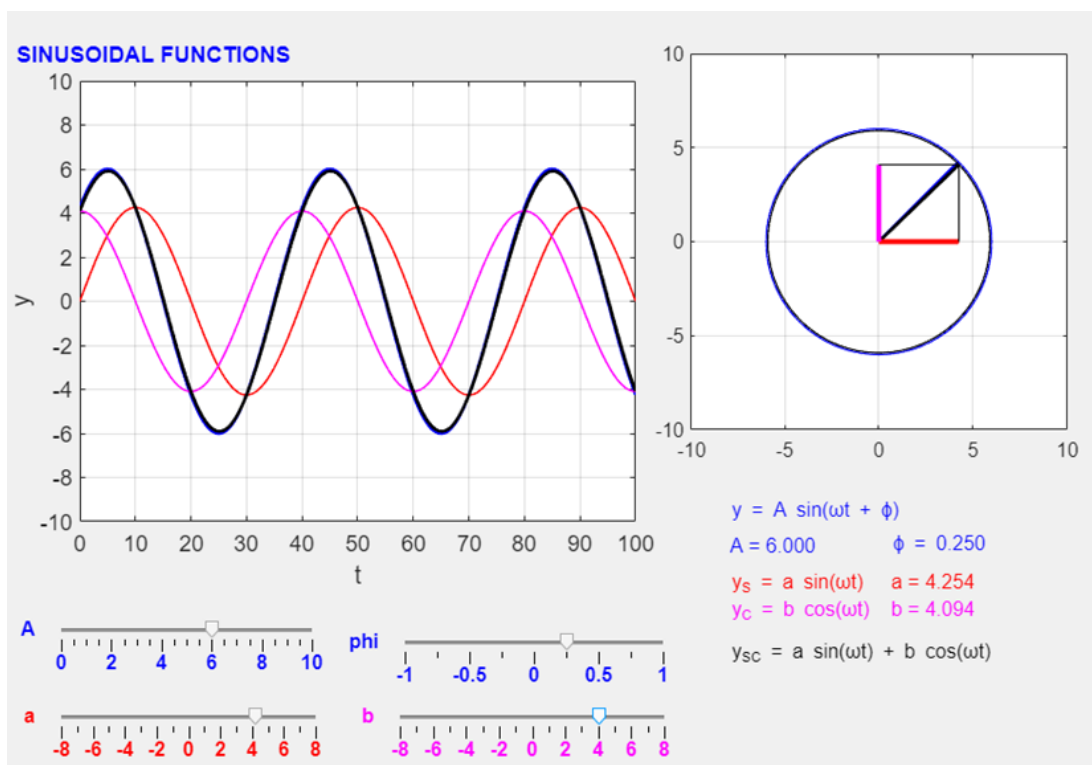 SINUSOIDAL FUNCTIONS
10
8
6
4
2
0
-2
-4
-6
-8
-10
y
0 10 20 30 40 50 60 70 80 90 100
t
10
5
0
-5
-10
-10 -5 0 5 10
y = A sin(ωt + ϕ)
A = 6.000 ϕ = 0.250
yS = a sin(ωt) a = 4.254
yC = b cos(ωt) b = 4.094
ySC = a sin(ωt) + b cos(ωt)
A
0 2 4 6 8 10
phi
-1 -0.5 0 0.5 1
a
-8 -6 -4 -2 0 2 4 6 8
b
-8 -6 -4 -2 0 2 4 6 8